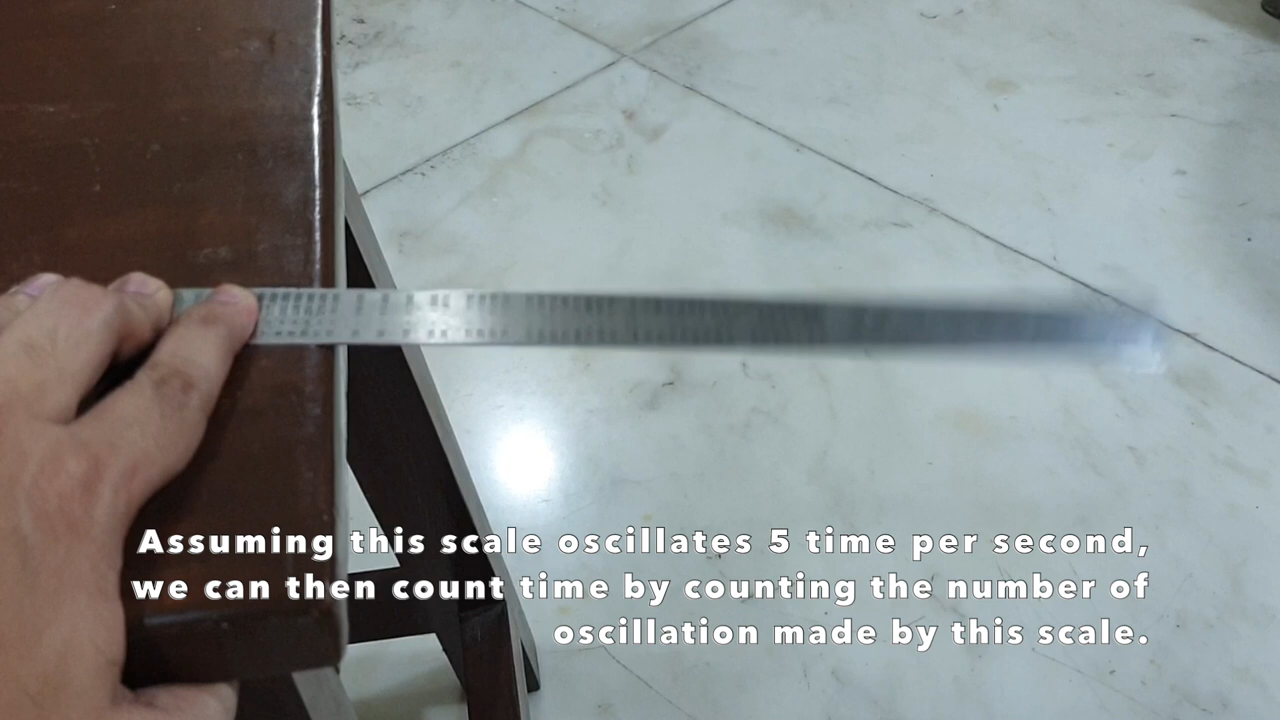 Assuming this scale oscillates 5 time per second,
we can then count time by counting the number of
oscillation made by this scale.